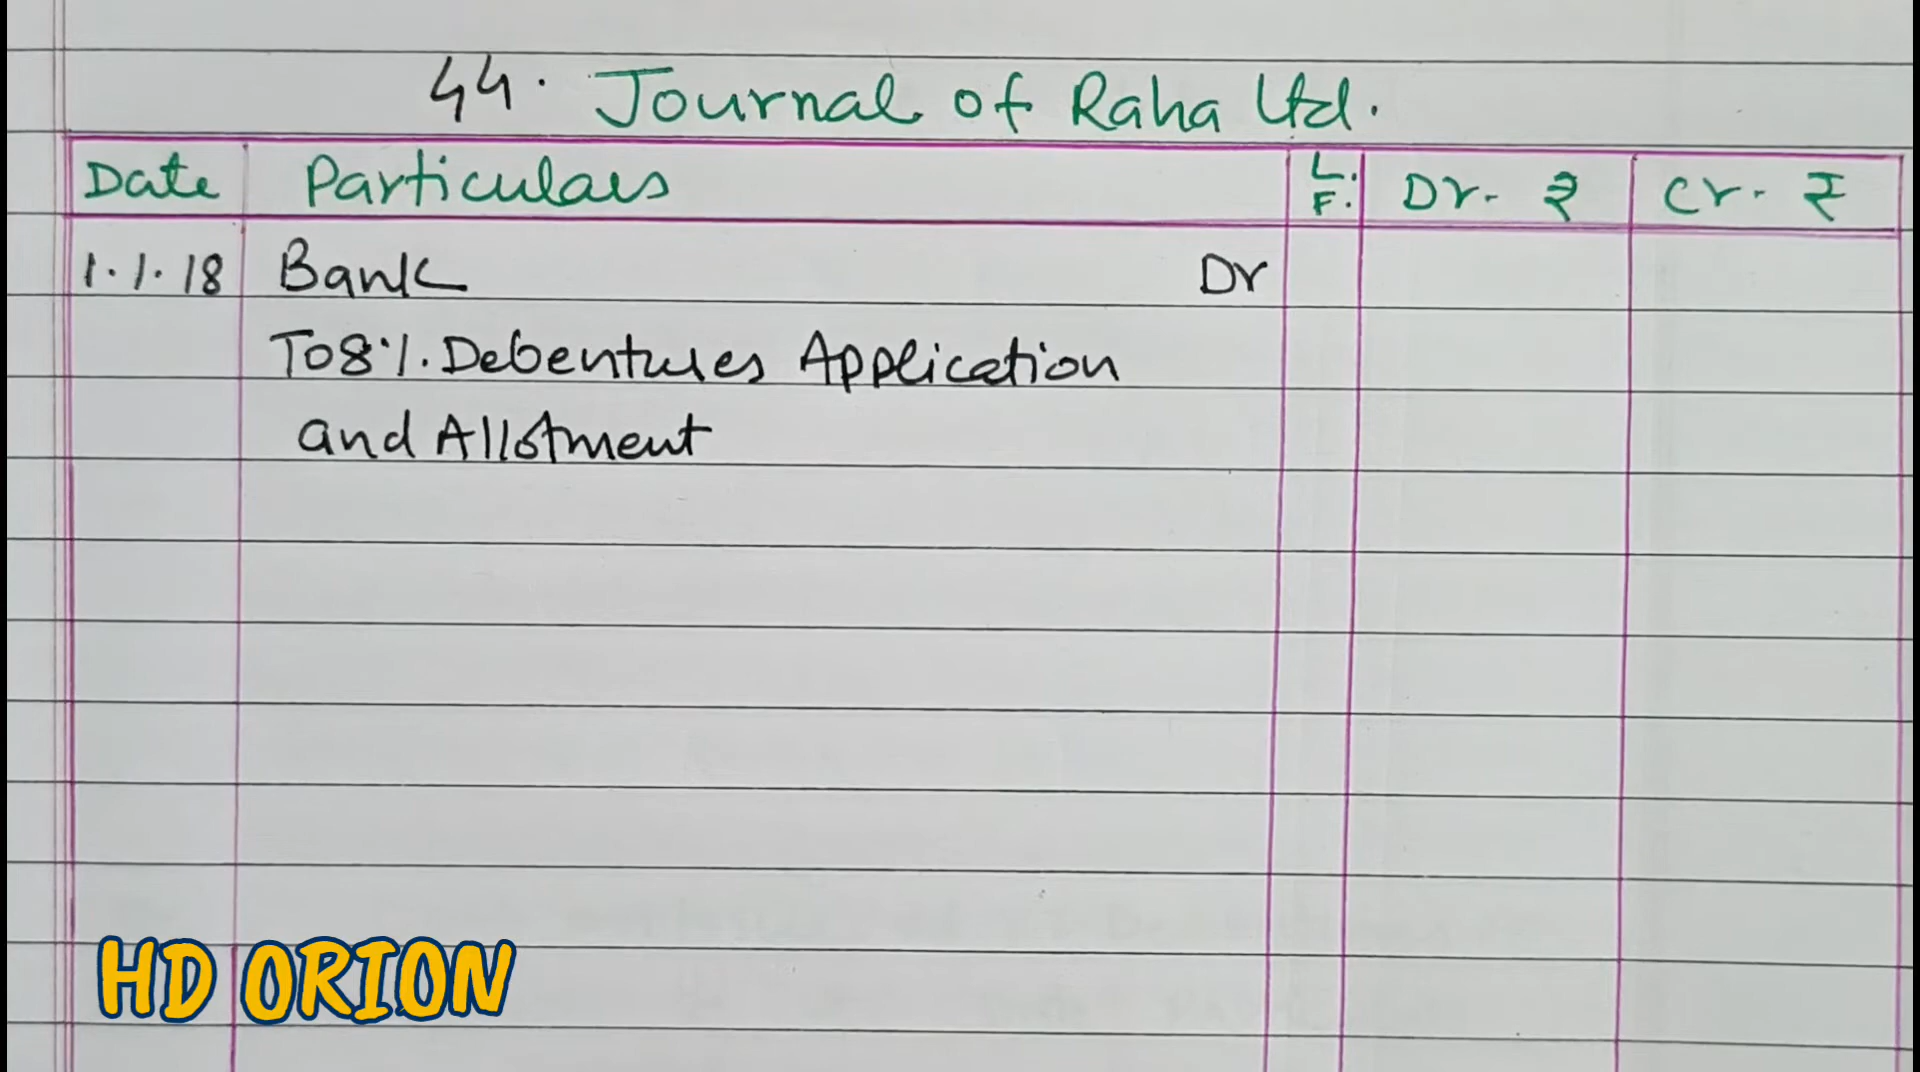 44. Journal of Raha Ltd.
Date Particulars L.F. Dr. ₹ Cr. ₹
1.1.18 Bank Dr
To 8% Debentures Application
and Allotment
HD ORION